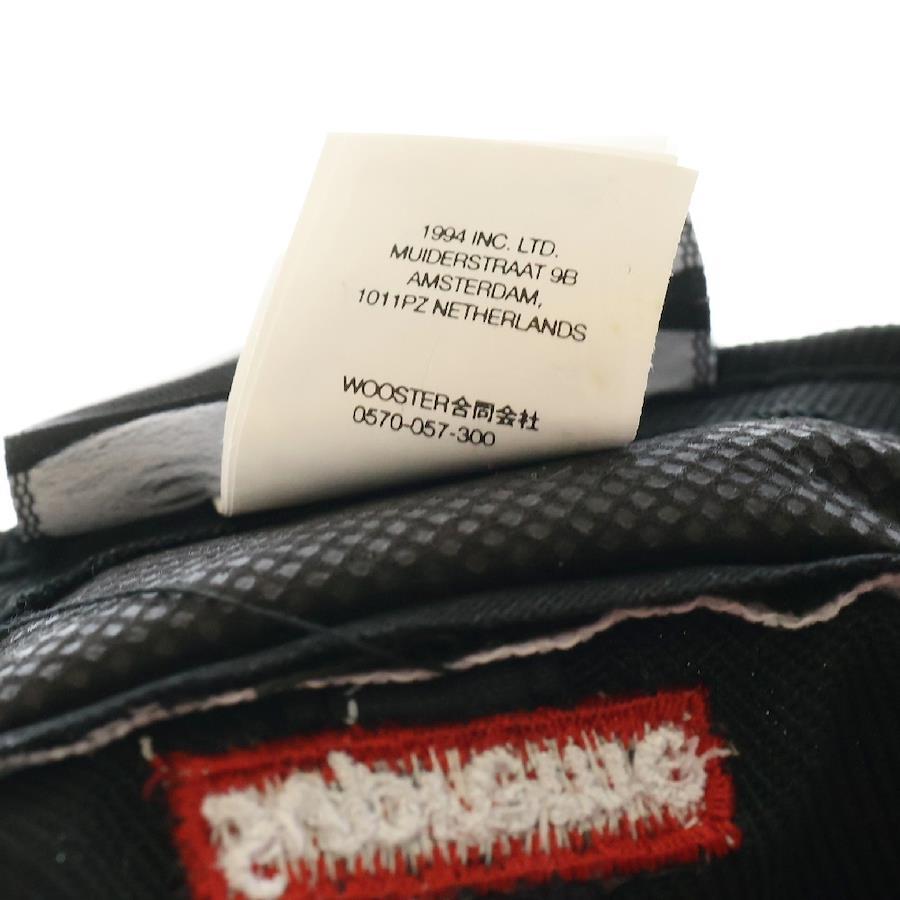 1994 INC. LTD.
MUIDERSTRAAT 9B
AMSTERDAM,
1011PZ NETHERLANDS
WOOSTER合同会社
0570-057-300